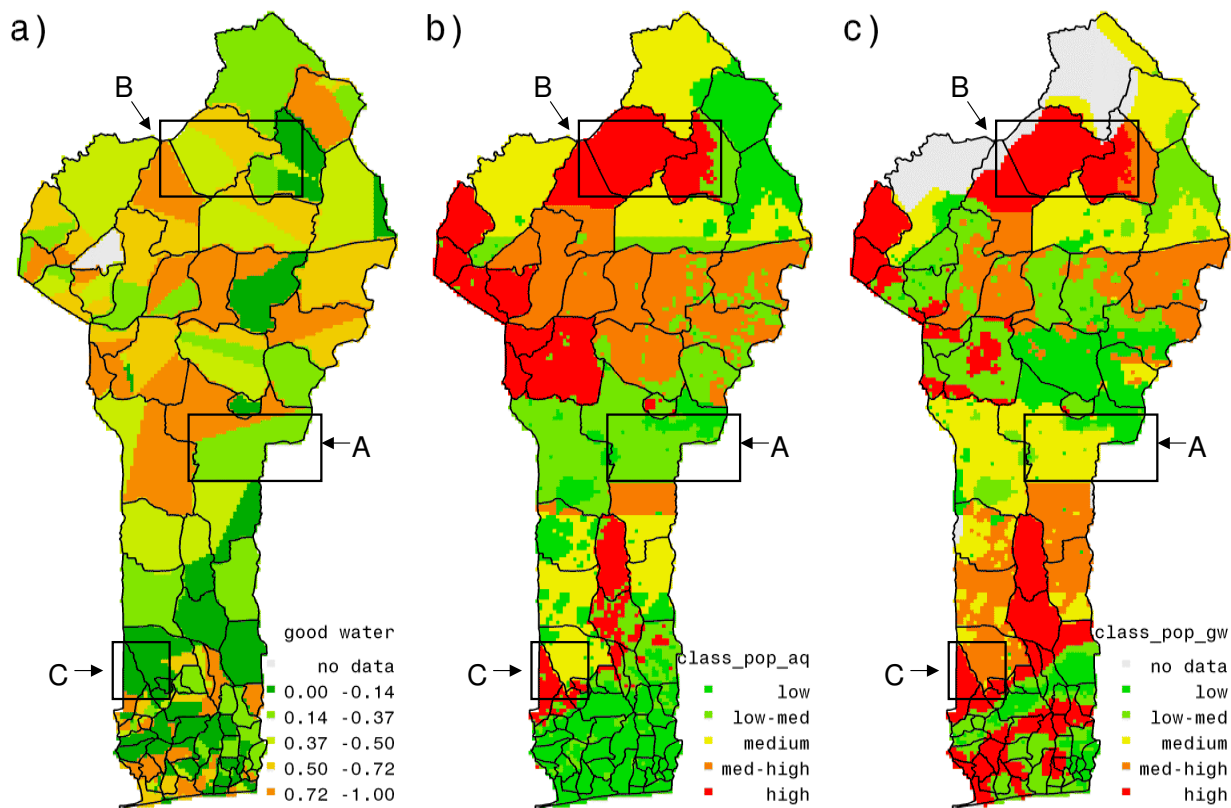 a)
B
A
C
good water
no data
0.00 -0.14
0.14 -0.37
0.37 -0.50
0.50 -0.72
0.72 -1.00
b)
B
A
C
class_pop_aq
low
low-med
medium
med-high
high
c)
B
A
C
class_pop_gw
no data
low
low-med
medium
med-high
high